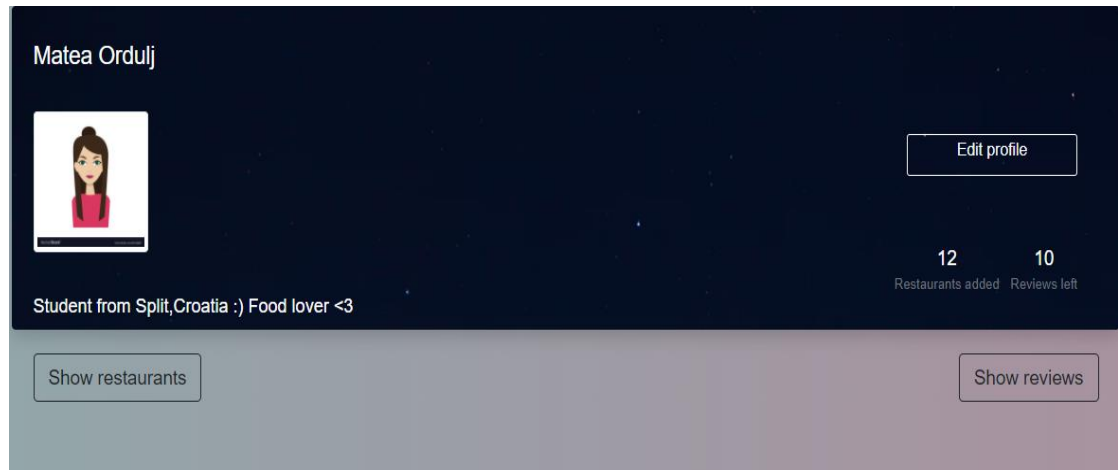 Matea Ordulj
Edit profile
12 10
Restaurants added Reviews left
Student from Split,Croatia :) Food lover <3
Show restaurants Show reviews